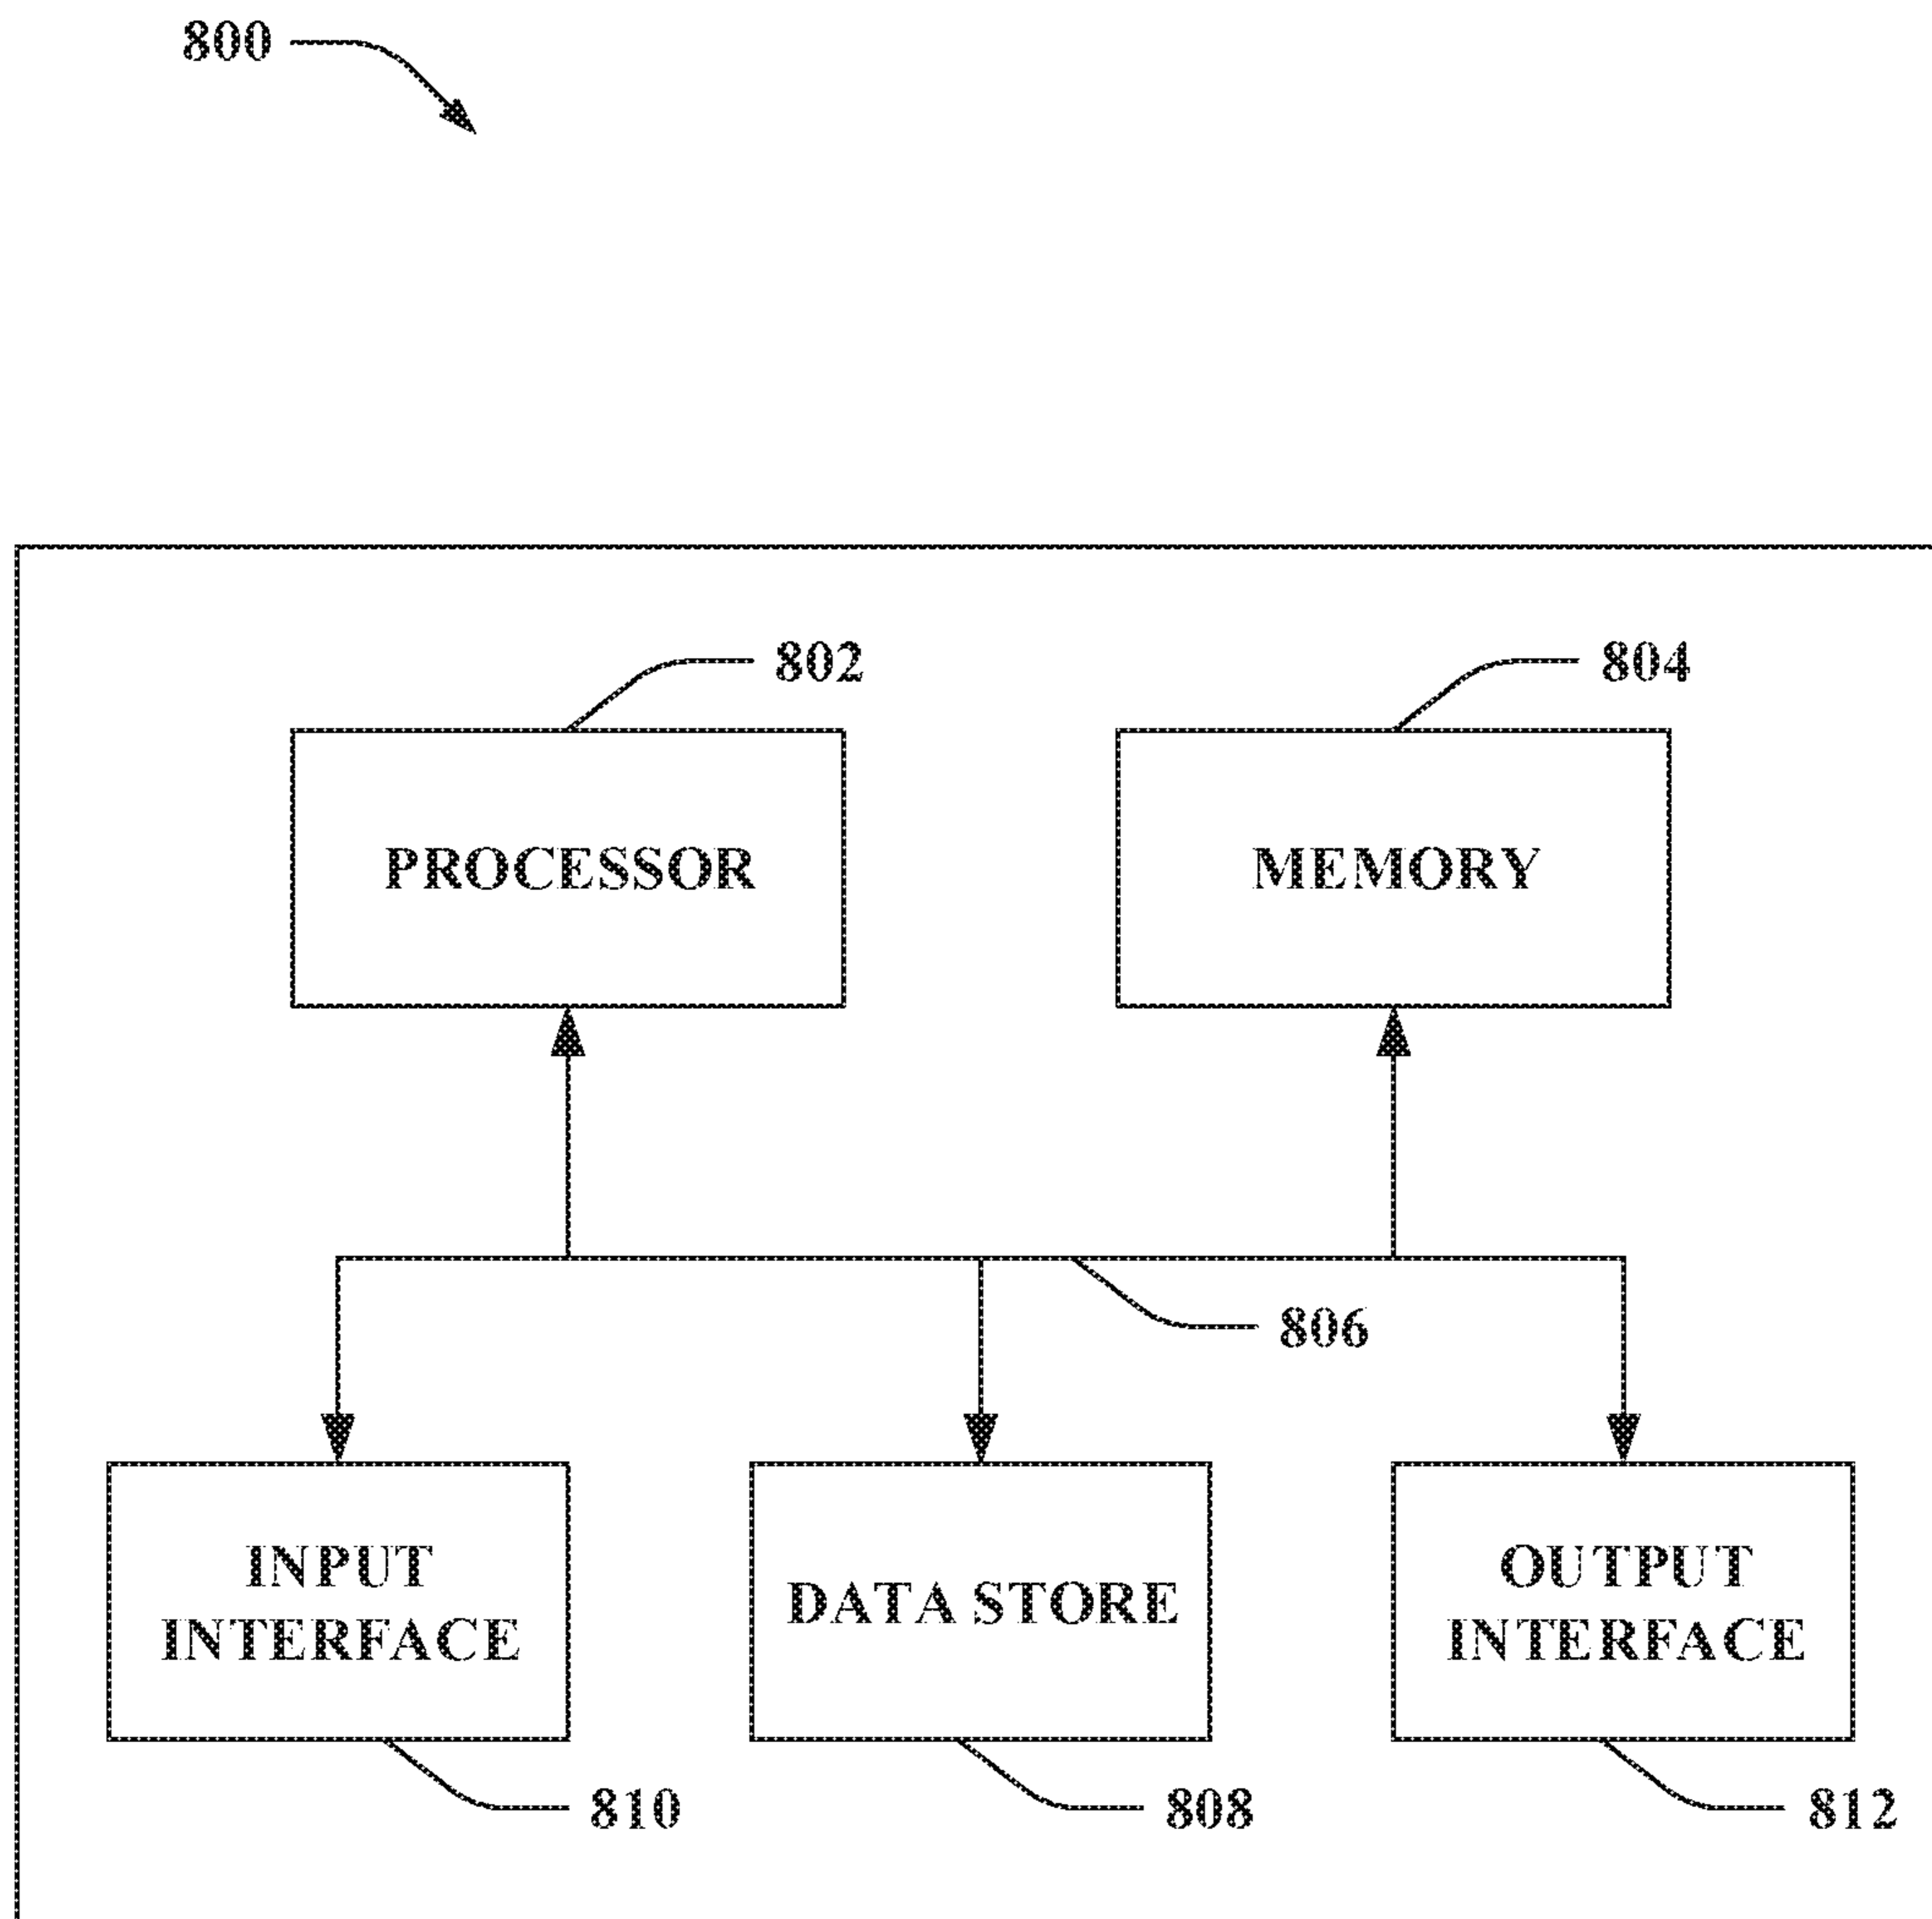 800
802
804
PROCESSOR
MEMORY
806
INPUT
INTERFACE
DATA STORE
OUTPUT
INTERFACE
810
808
812